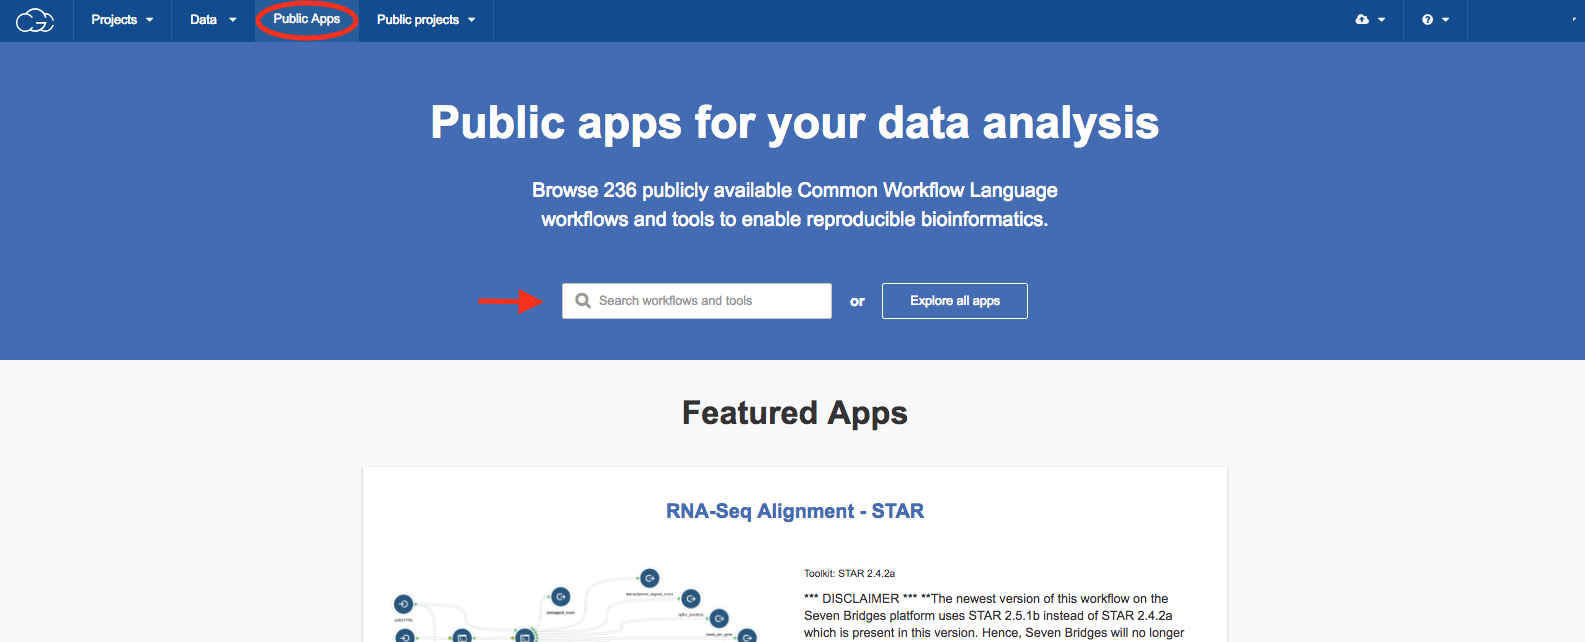 Projects
Data
Public Apps
Public projects
Public apps for your data analysis
Browse 236 publicly available Common Workflow Language
workflows and tools to enable reproducible bioinformatics.
Search workflows and tools
or
Explore all apps
Featured Apps
RNA-Seq Alignment - STAR
Toolkit: STAR 2.4.2a
*** DISCLAIMER *** **The newest version of this workflow on the
Seven Bridges platform uses STAR 2.5.1b instead of STAR 2.4.2a
which is present in this version. Hence, Seven Bridges will no longer